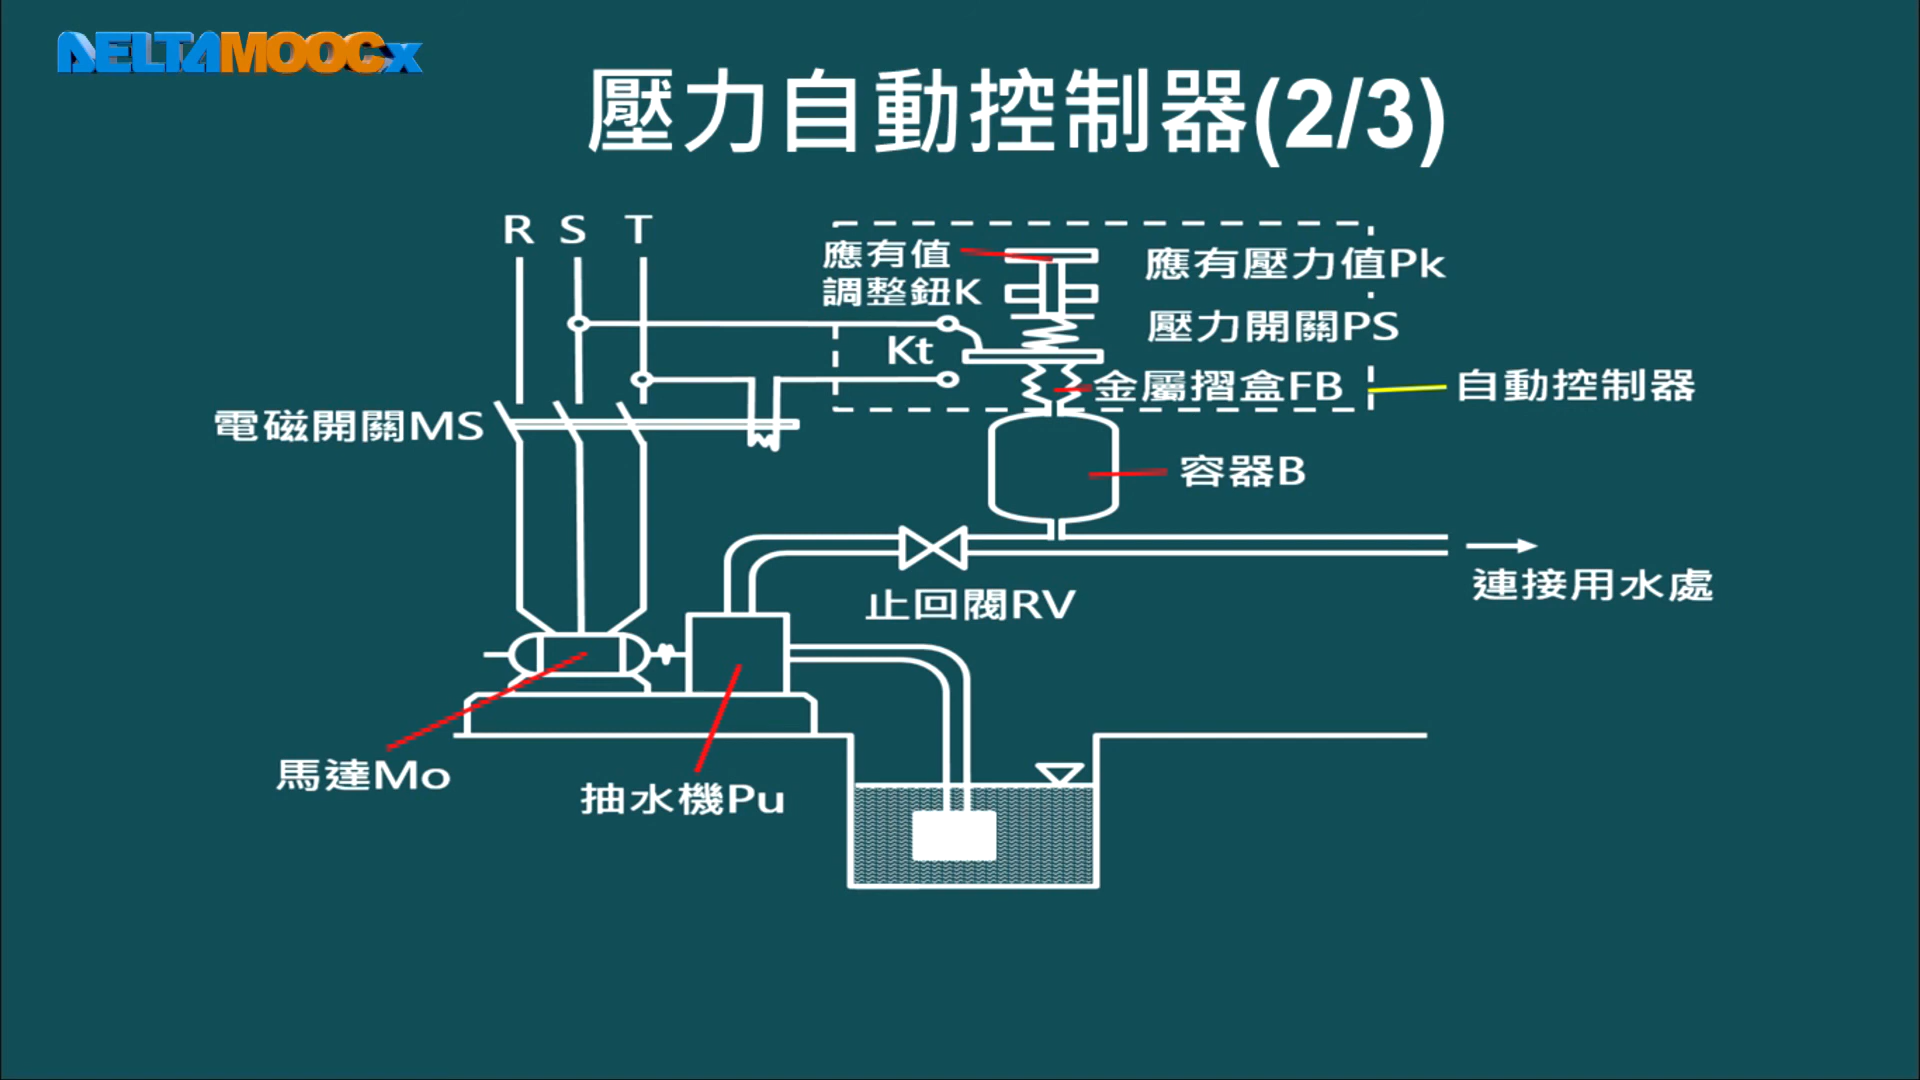 DELTAMOOCx
壓力自動控制器(2/3)
R S T
應有值
調整鈕K
應有壓力值Pk
壓力開關PS
Kt
金屬摺盒FB
自動控制器
電磁開關MS
容器B
止回閥RV
連接用水處
馬達Mo
抽水機Pu